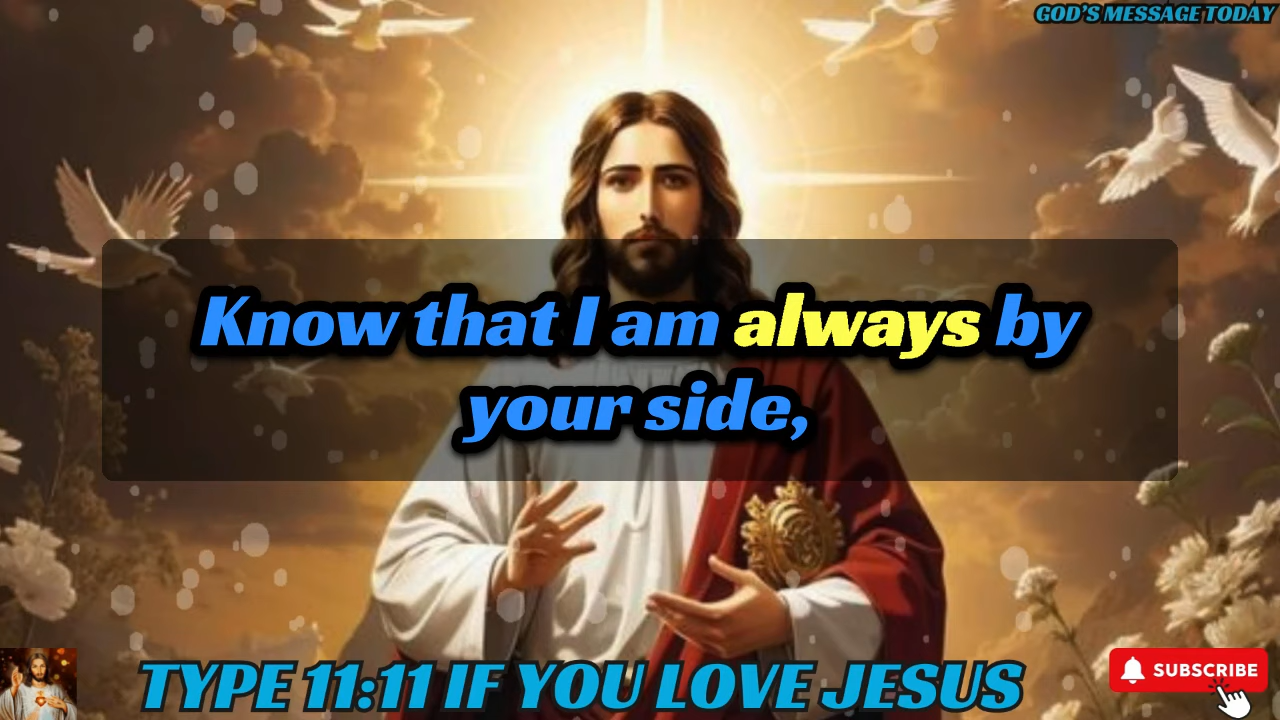 GOD'S MESSAGE TODAY
Know that I am always by
your side,
TYPE 11:11 IF YOU LOVE JESUS
SUBSCRIBE